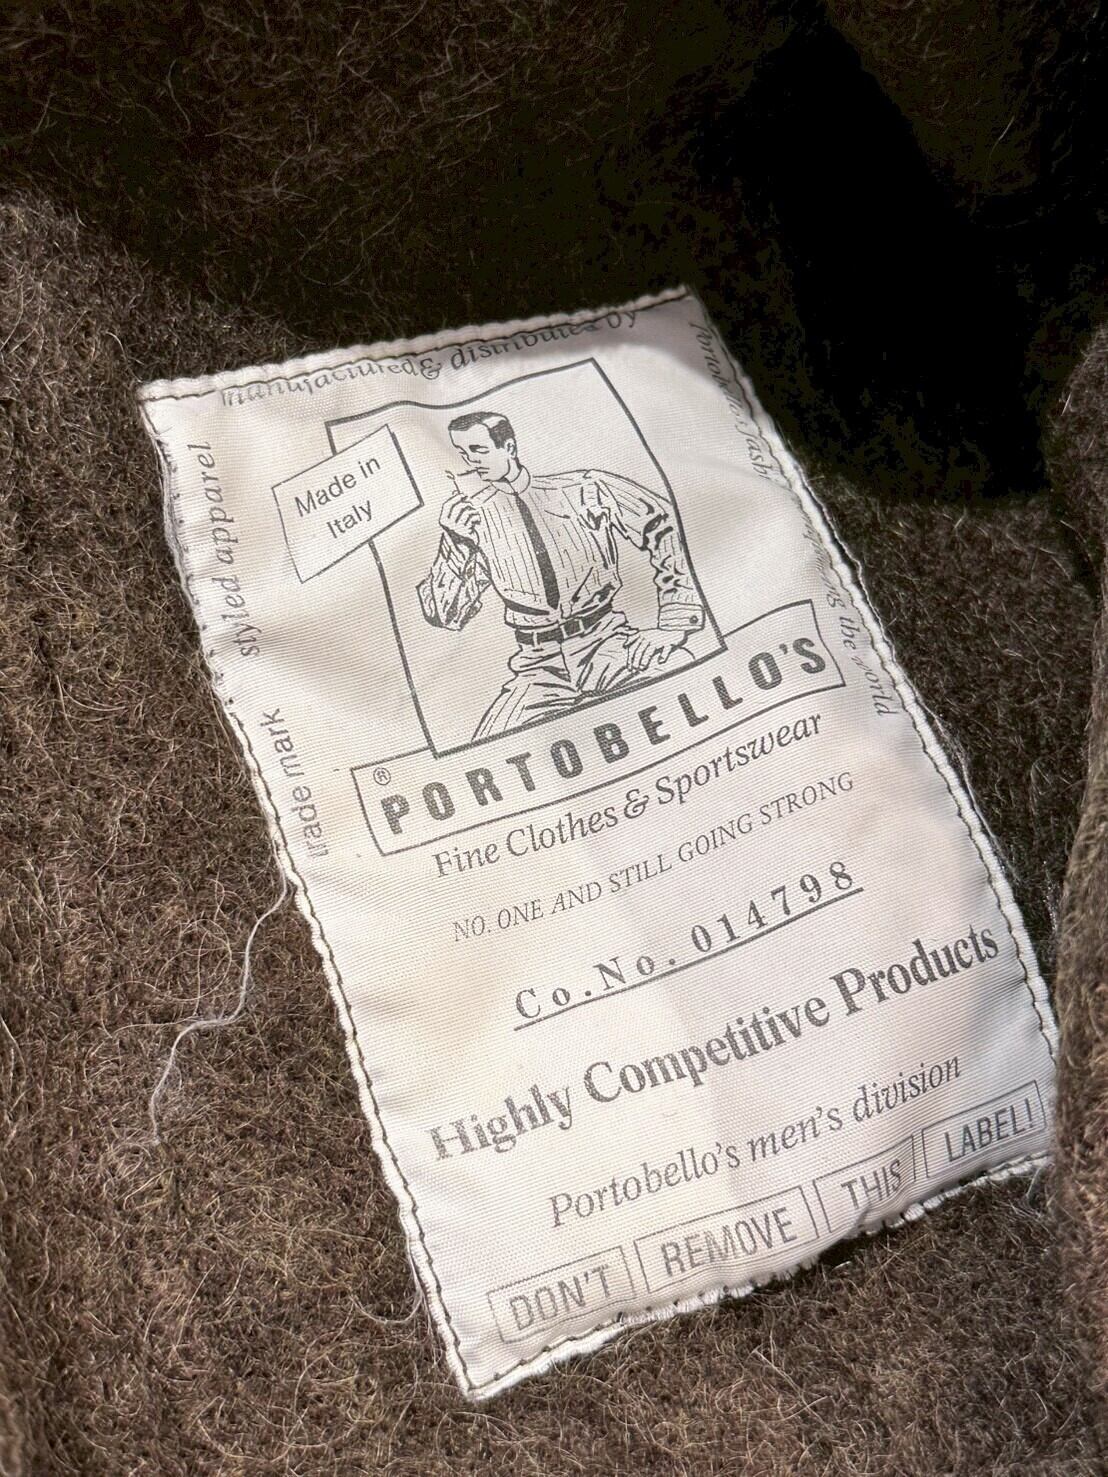 manufactured & distributed by
styled apparel
trade mark
Made in
Italy
the world
® PORTOBELLO'S
Fine Clothes & Sportswear
NO. ONE AND STILL GOING STRONG
Co.No. 014798
Highly Competitive Products
Portobello's men's division
DON'T REMOVE THIS LABEL!